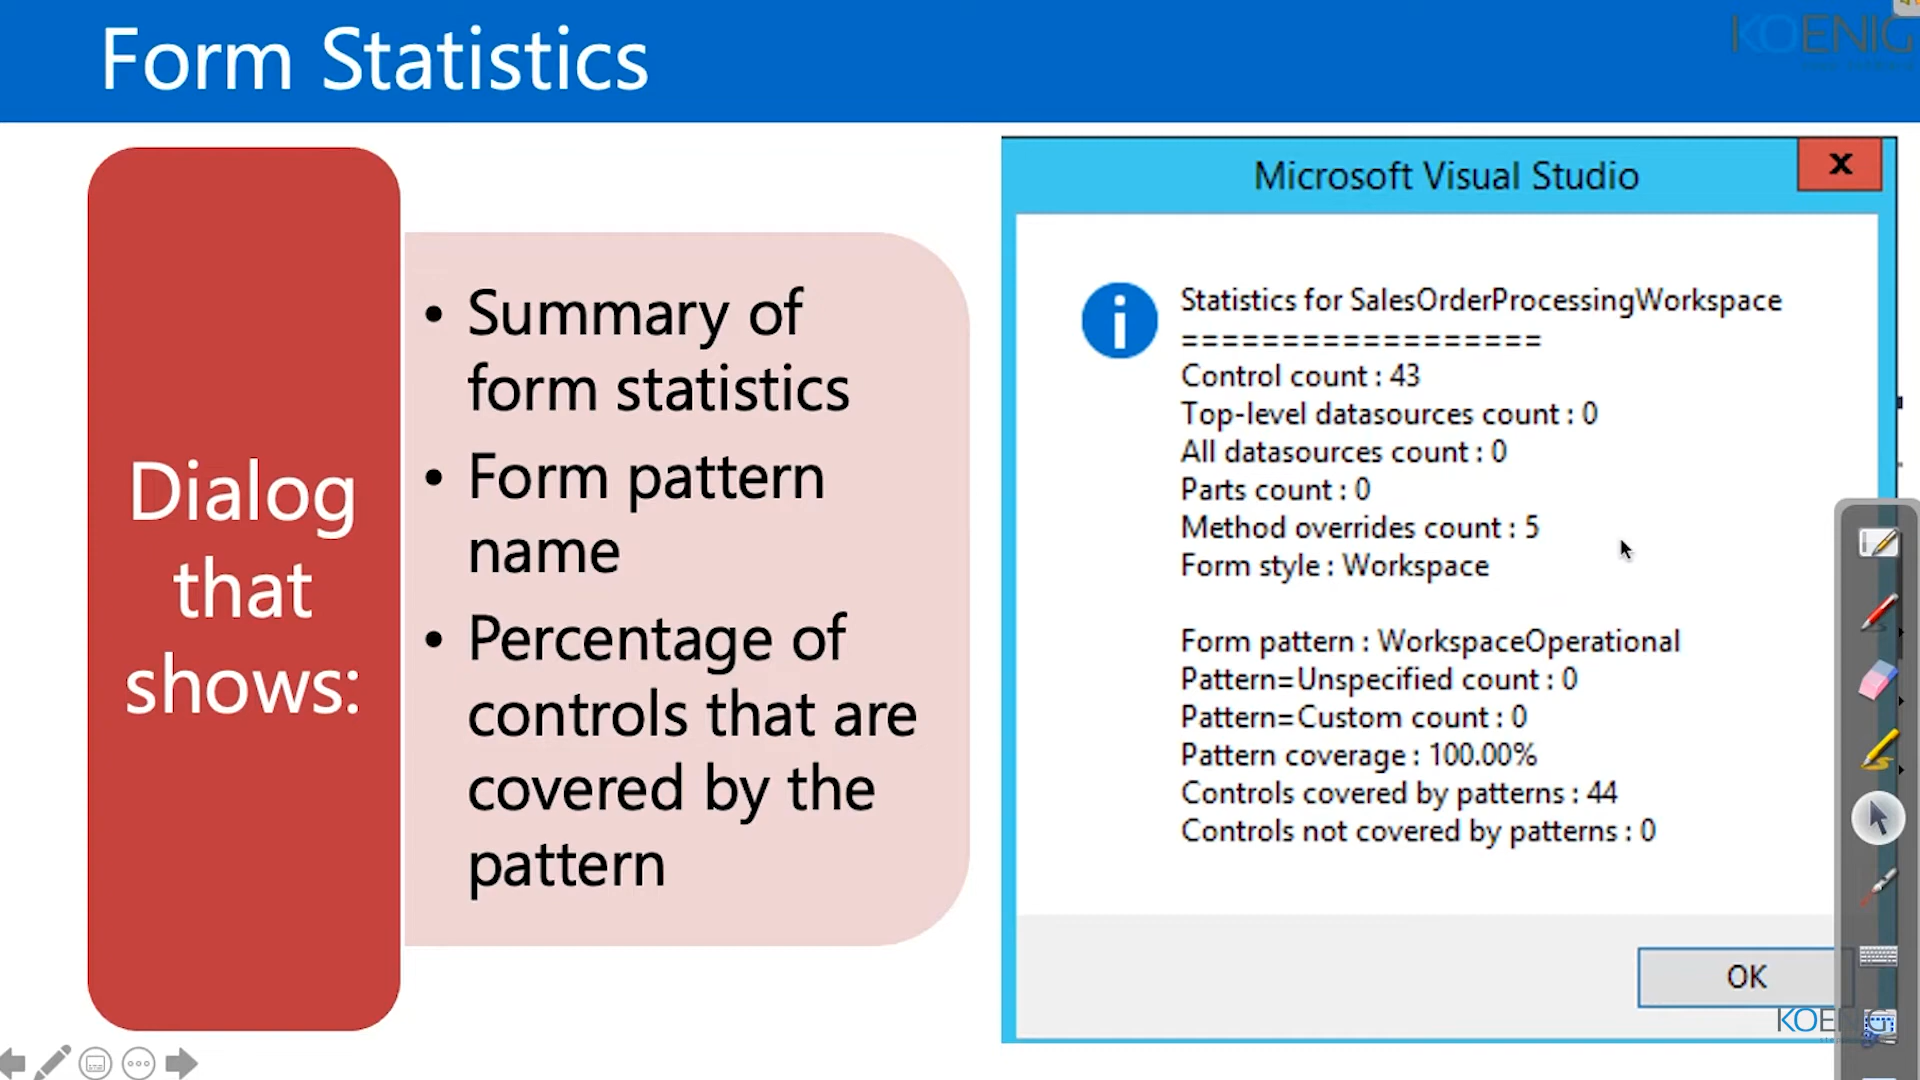 Form Statistics
KOENIG
Dialog
that
shows:
• Summary of
form statistics
• Form pattern
name
• Percentage of
controls that are
covered by the
pattern
Microsoft Visual Studio
x
Statistics for SalesOrderProcessingWorkspace
==================
Control count : 43
Top-level datasources count : 0
All datasources count : 0
Parts count : 0
Method overrides count : 5
Form style : Workspace
Form pattern : WorkspaceOperational
Pattern=Unspecified count : 0
Pattern=Custom count : 0
Pattern coverage : 100.00%
Controls covered by patterns : 44
Controls not covered by patterns : 0
OK
KOENIG